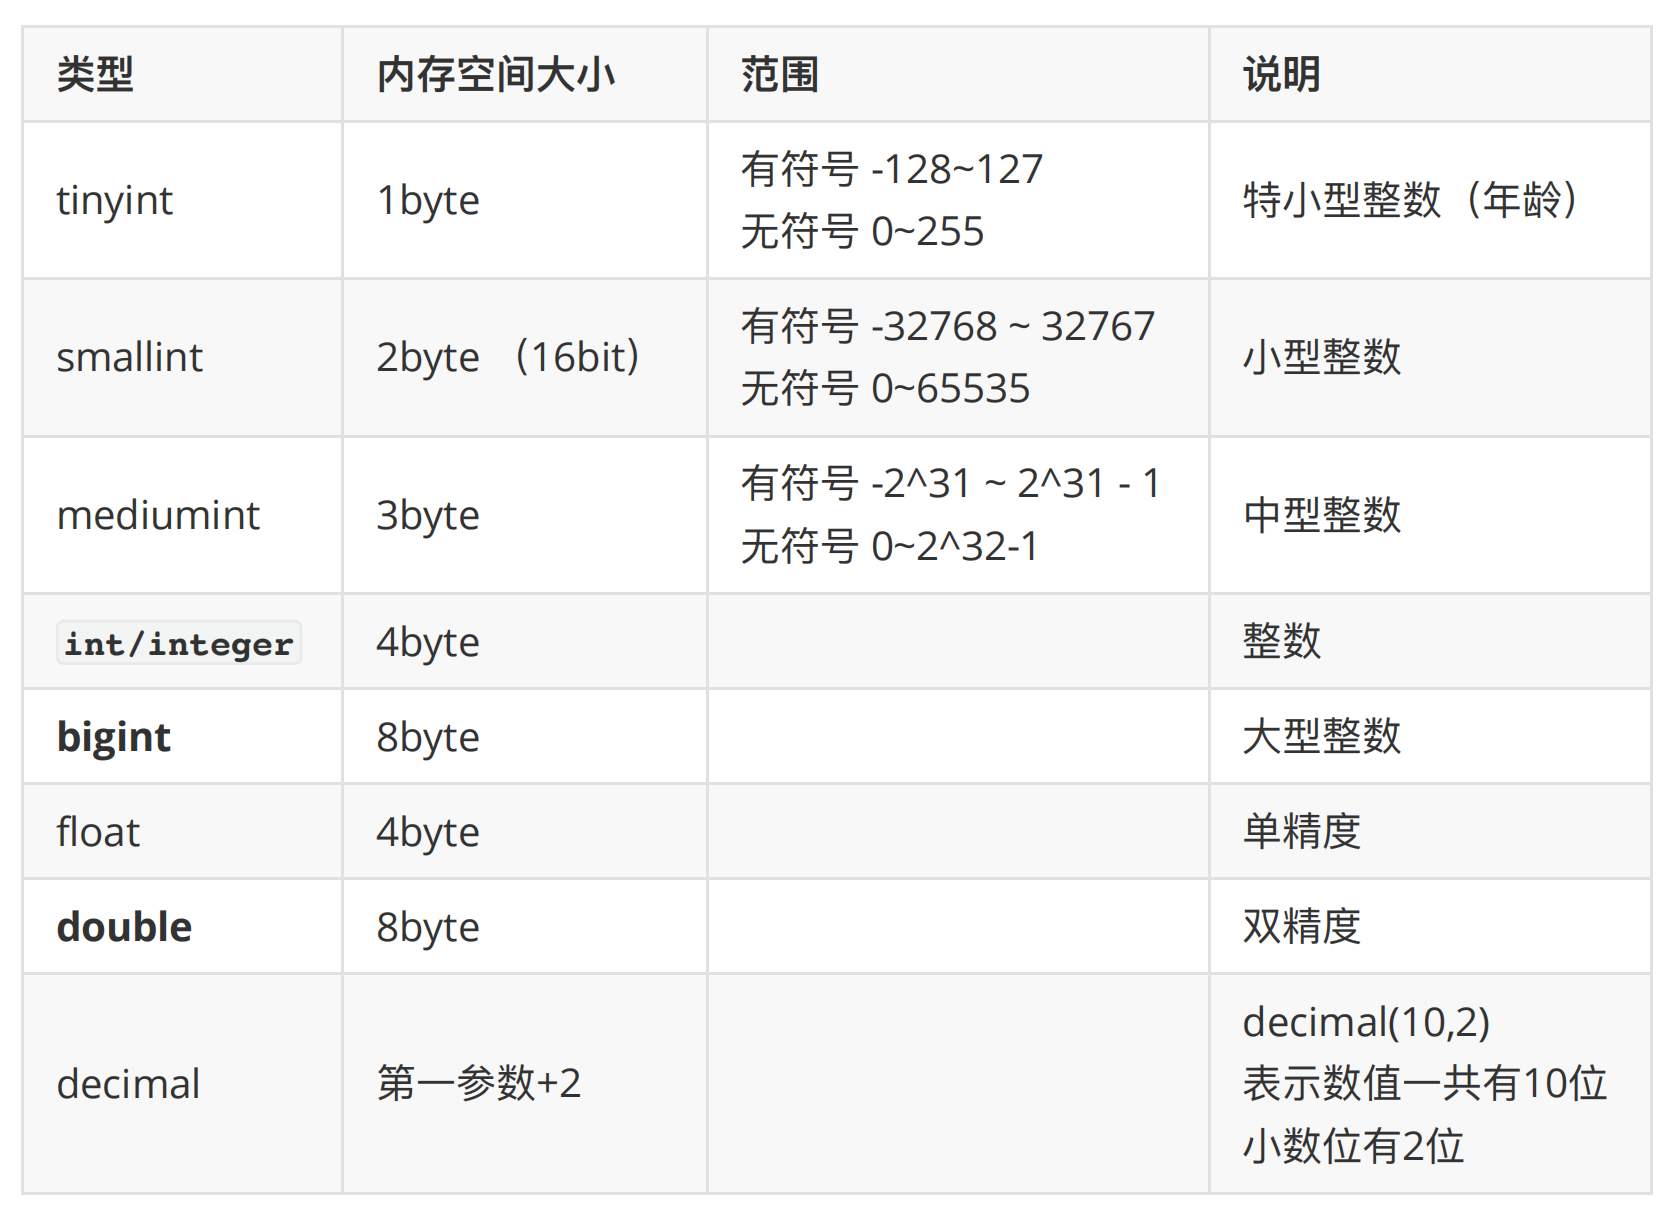 类型 内存空间大小 范围 说明
tinyint 1byte 有符号 -128~127 特小型整数（年龄）
无符号 0~255
smallint 2byte （16bit） 有符号 -32768 ~ 32767 小型整数
无符号 0~65535
mediumint 3byte 有符号 -2^31 ~ 2^31 - 1 中型整数
无符号 0~2^32-1
int/integer 4byte 整数
bigint 8byte 大型整数
float 4byte 单精度
double 8byte 双精度
decimal 第一参数+2 decimal(10,2)
表示数值一共有10位
小数位有2位